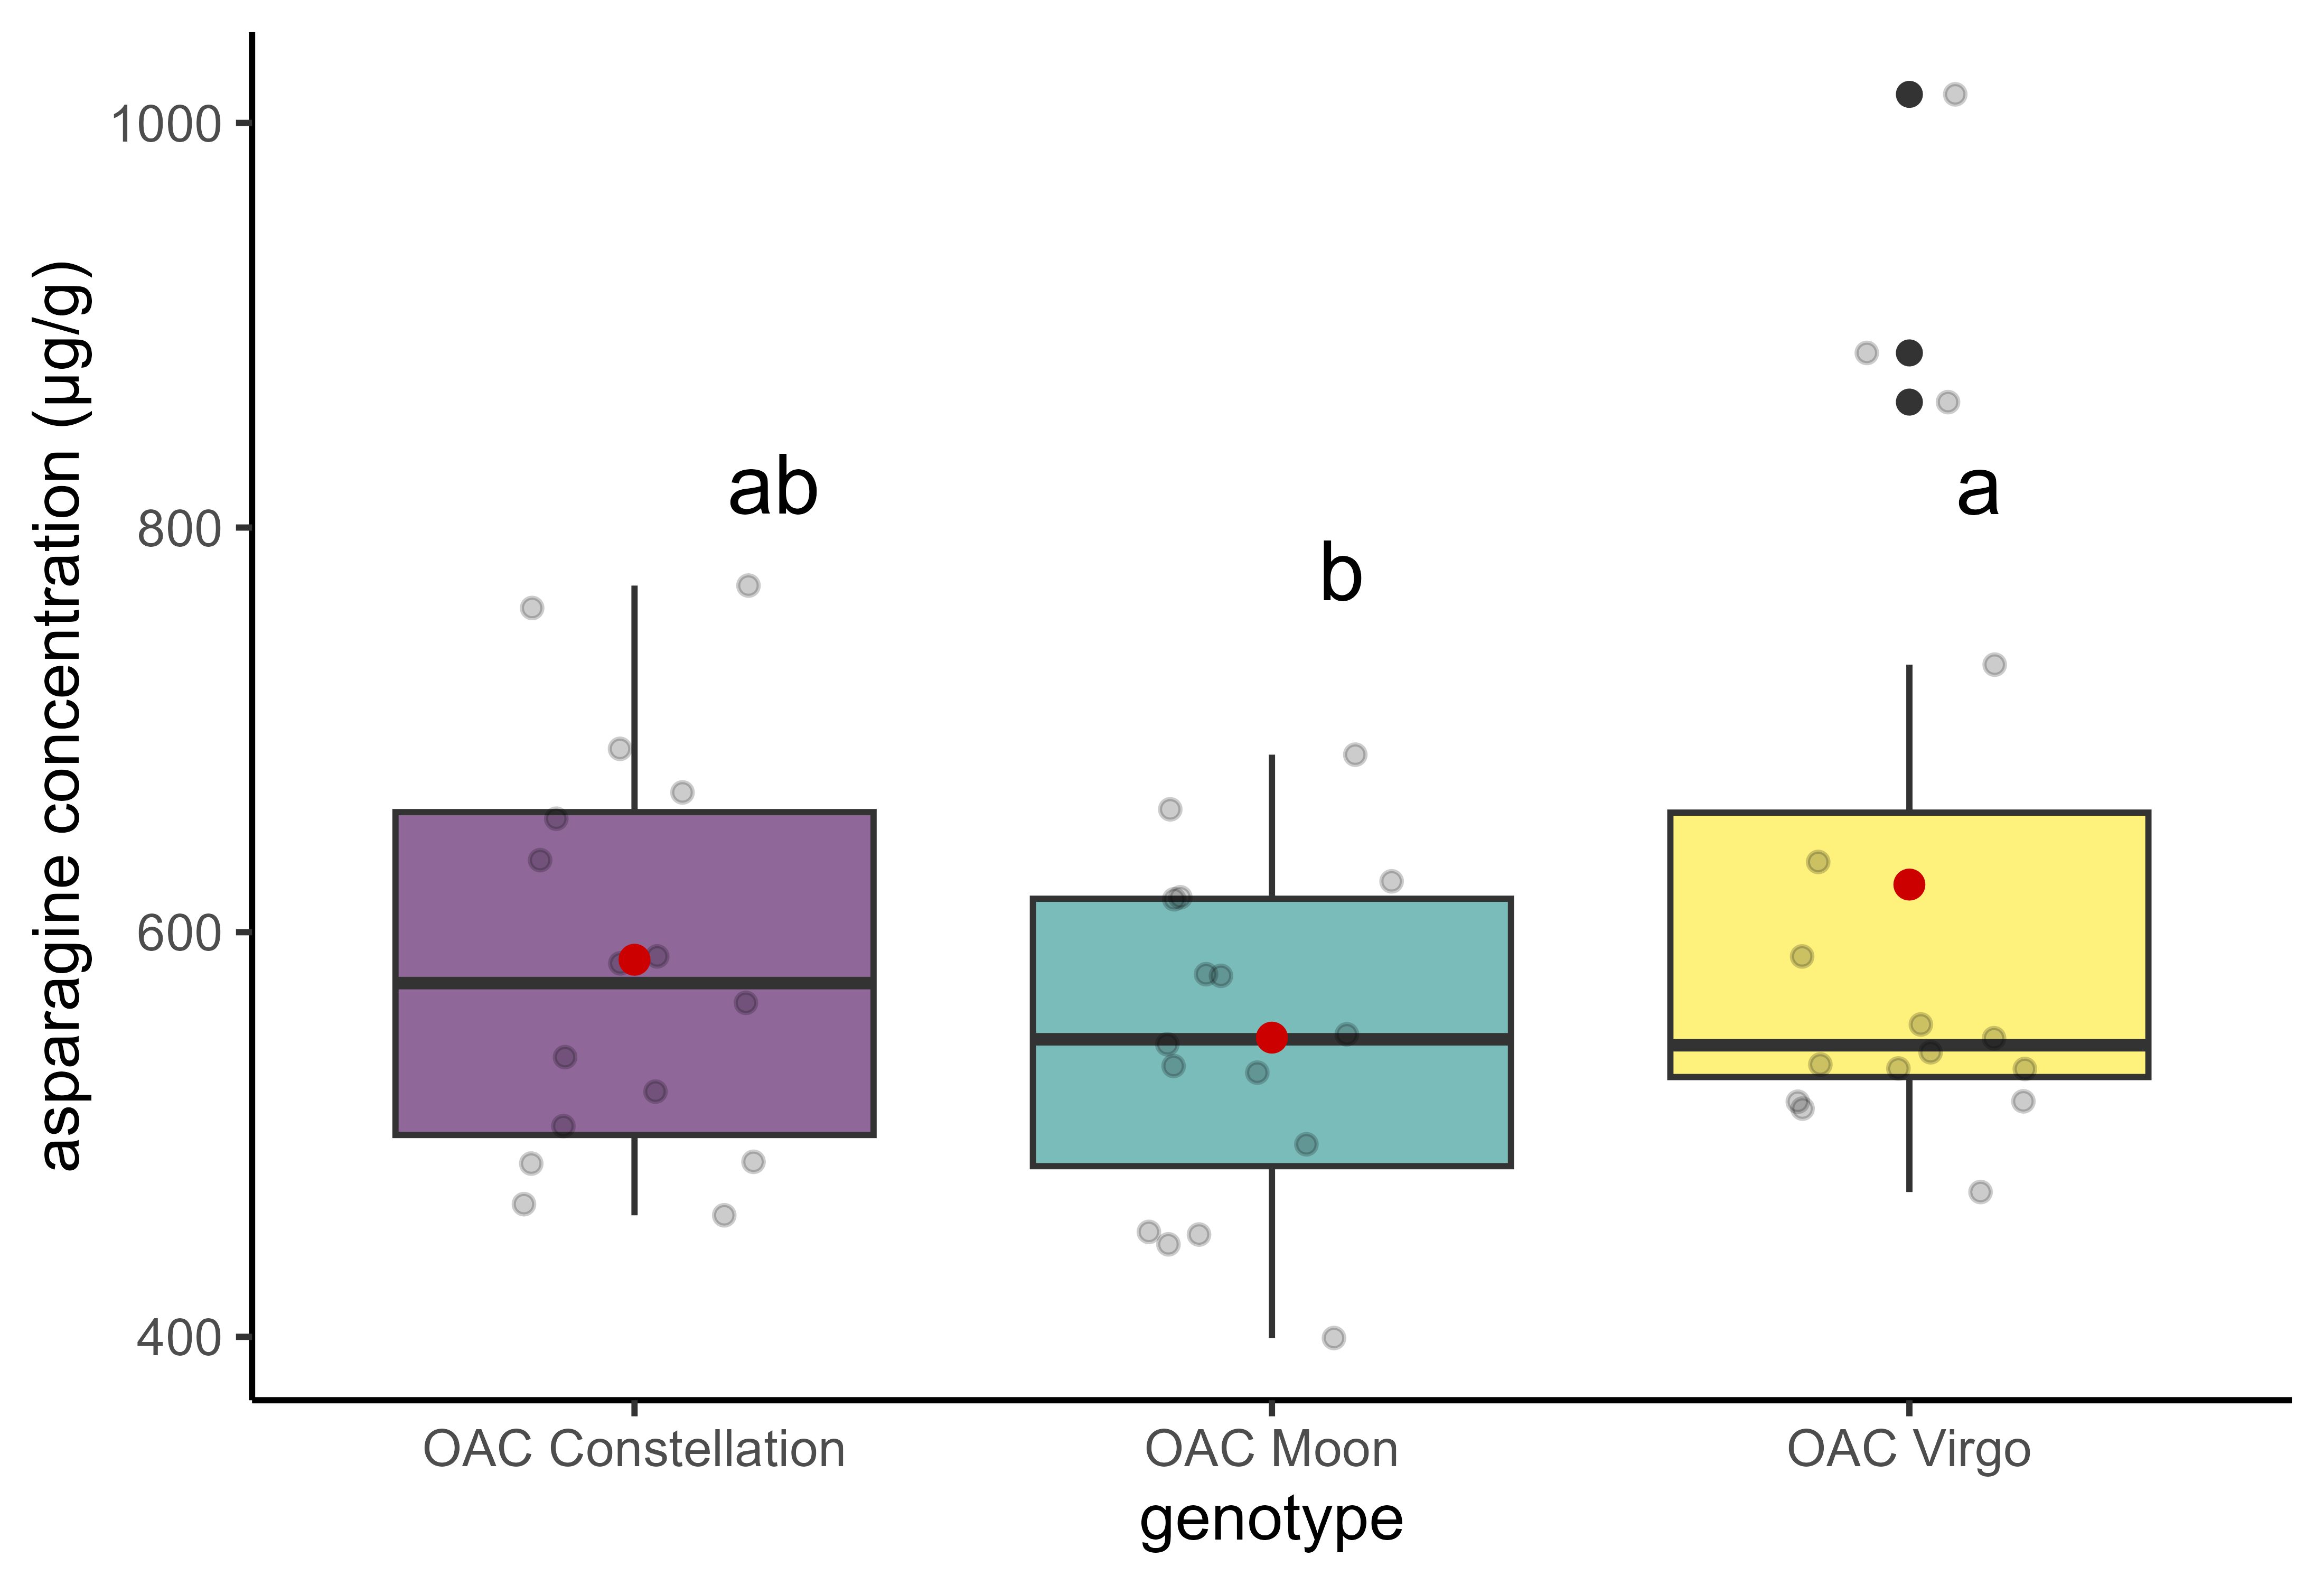 asparagine concentration (µg/g)
1000
800
600
400
ab
b
a
OAC Constellation
OAC Moon
OAC Virgo
genotype